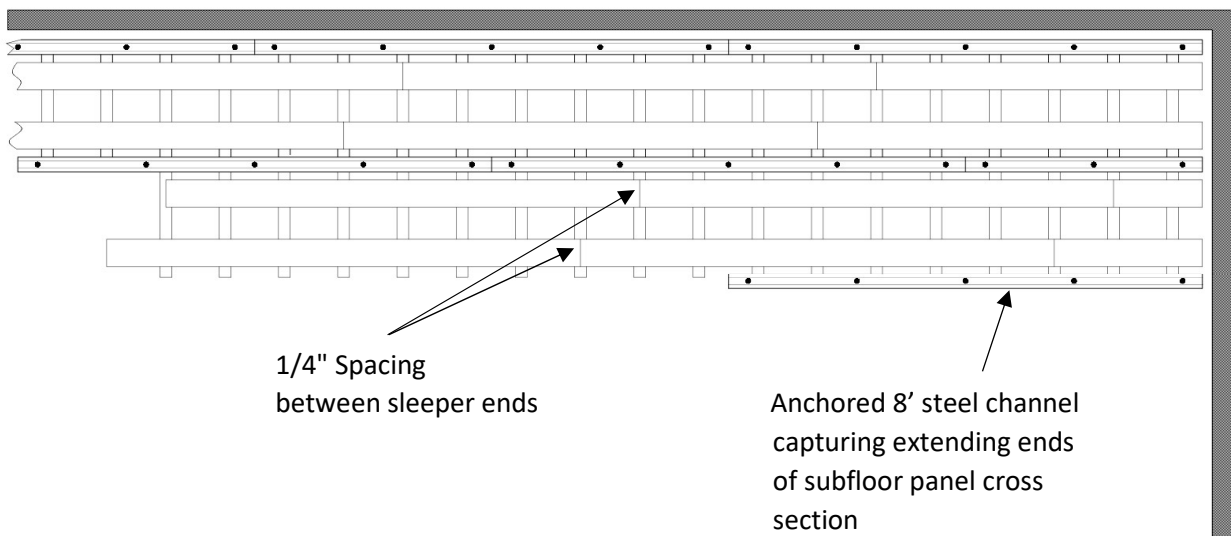 1/4" Spacing
between sleeper ends
Anchored 8’ steel channel
capturing extending ends
of subfloor panel cross
section